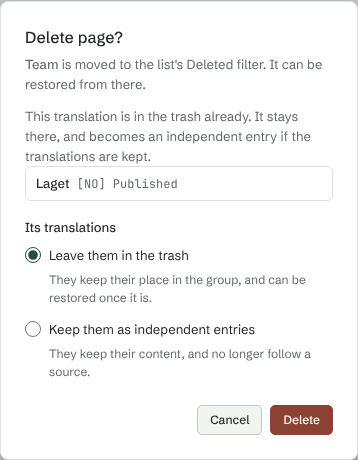 Delete page?
Team is moved to the list's Deleted filter. It can be
restored from there.
This translation is in the trash already. It stays
there, and becomes an independent entry if the
translations are kept.
Laget [NO] Published
Its translations
Leave them in the trash
They keep their place in the group, and can be
restored once it is.
Keep them as independent entries
They keep their content, and no longer follow a
source.
Cancel Delete